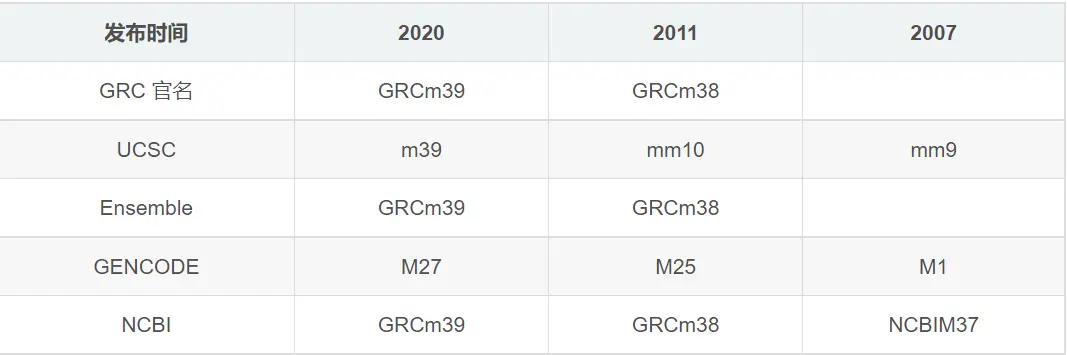 发布时间 2020 2011 2007
GRC 官名 GRCm39 GRCm38
UCSC m39 mm10 mm9
Ensemble GRCm39 GRCm38
GENCODE M27 M25 M1
NCBI GRCm39 GRCm38 NCBIM37